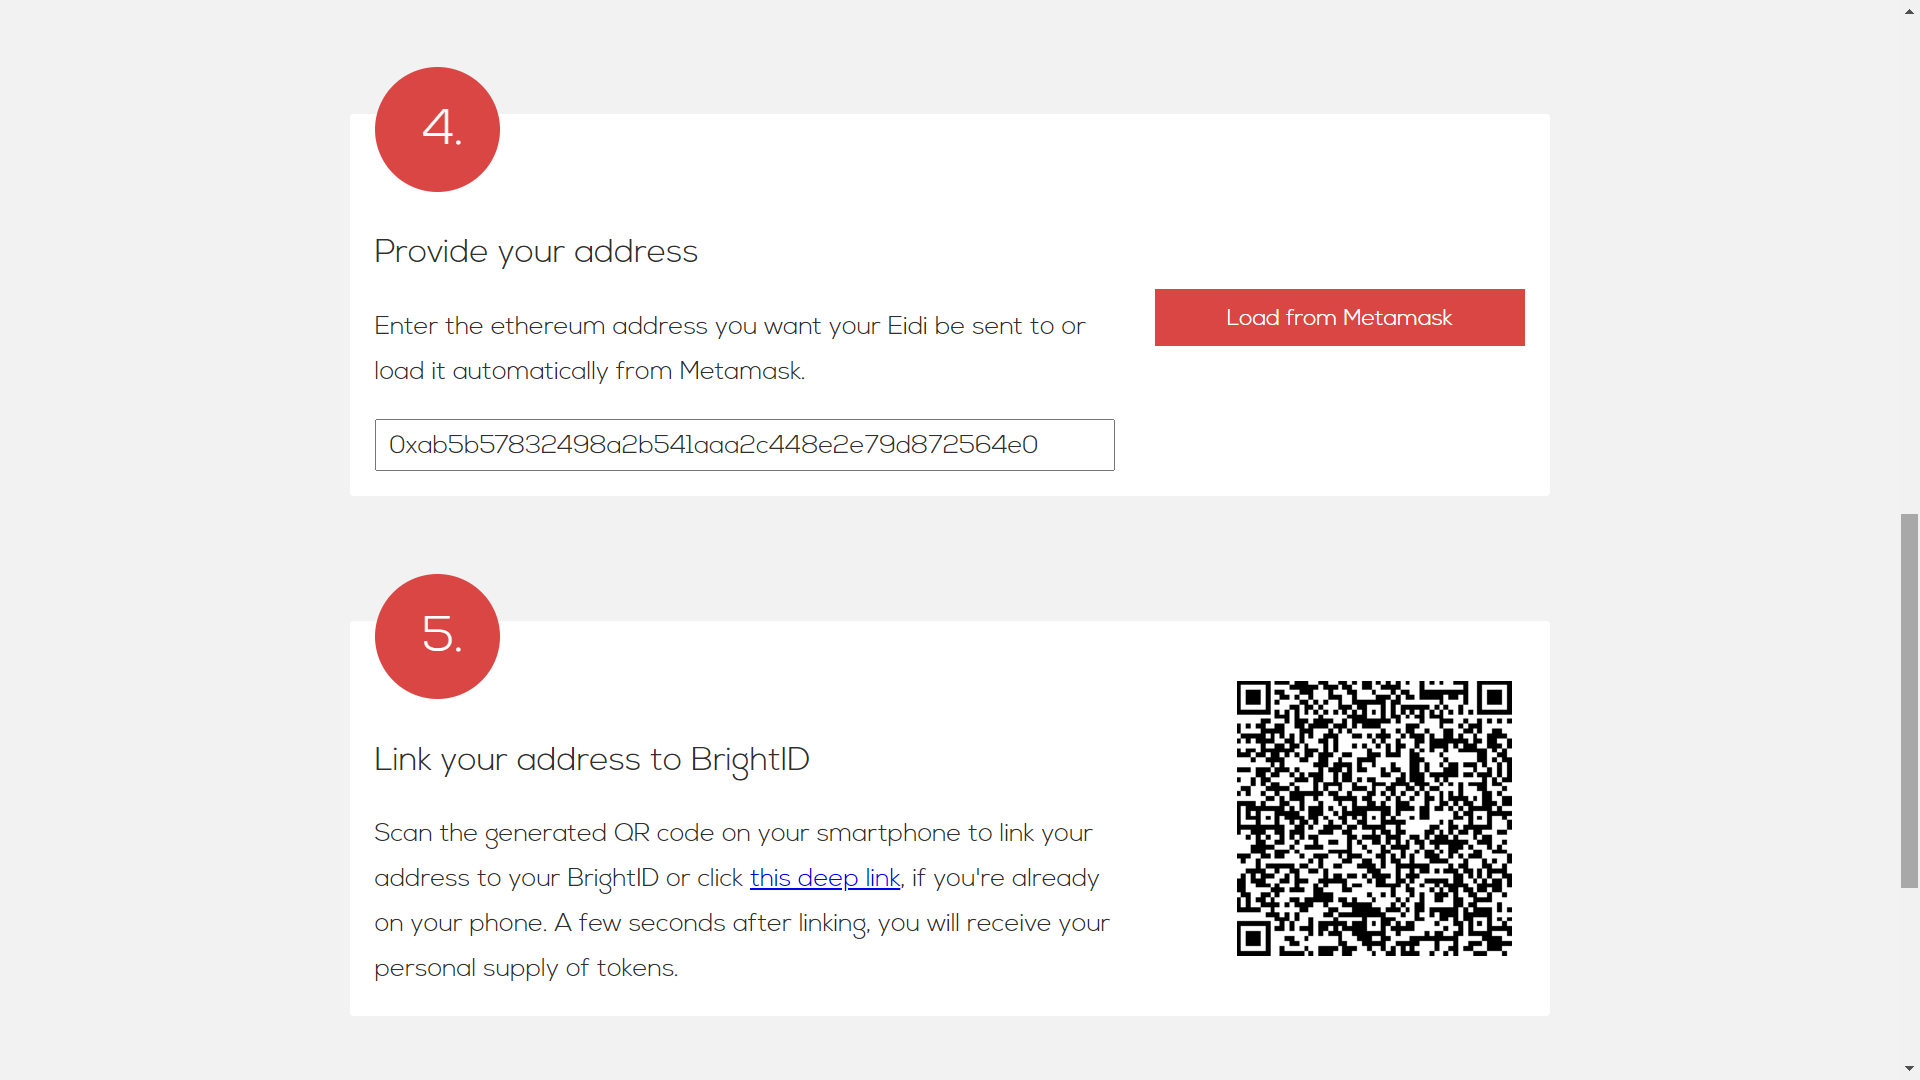 4.
Provide your address
Enter the ethereum address you want your Eidi be sent to or
load it automatically from Metamask.
Load from Metamask
0xab5b57832498a2b541aaa2c448e2e79d872564e0
5.
Link your address to BrightID
Scan the generated QR code on your smartphone to link your
address to your BrightID or click this deep link, if you're already
on your phone. A few seconds after linking, you will receive your
personal supply of tokens.